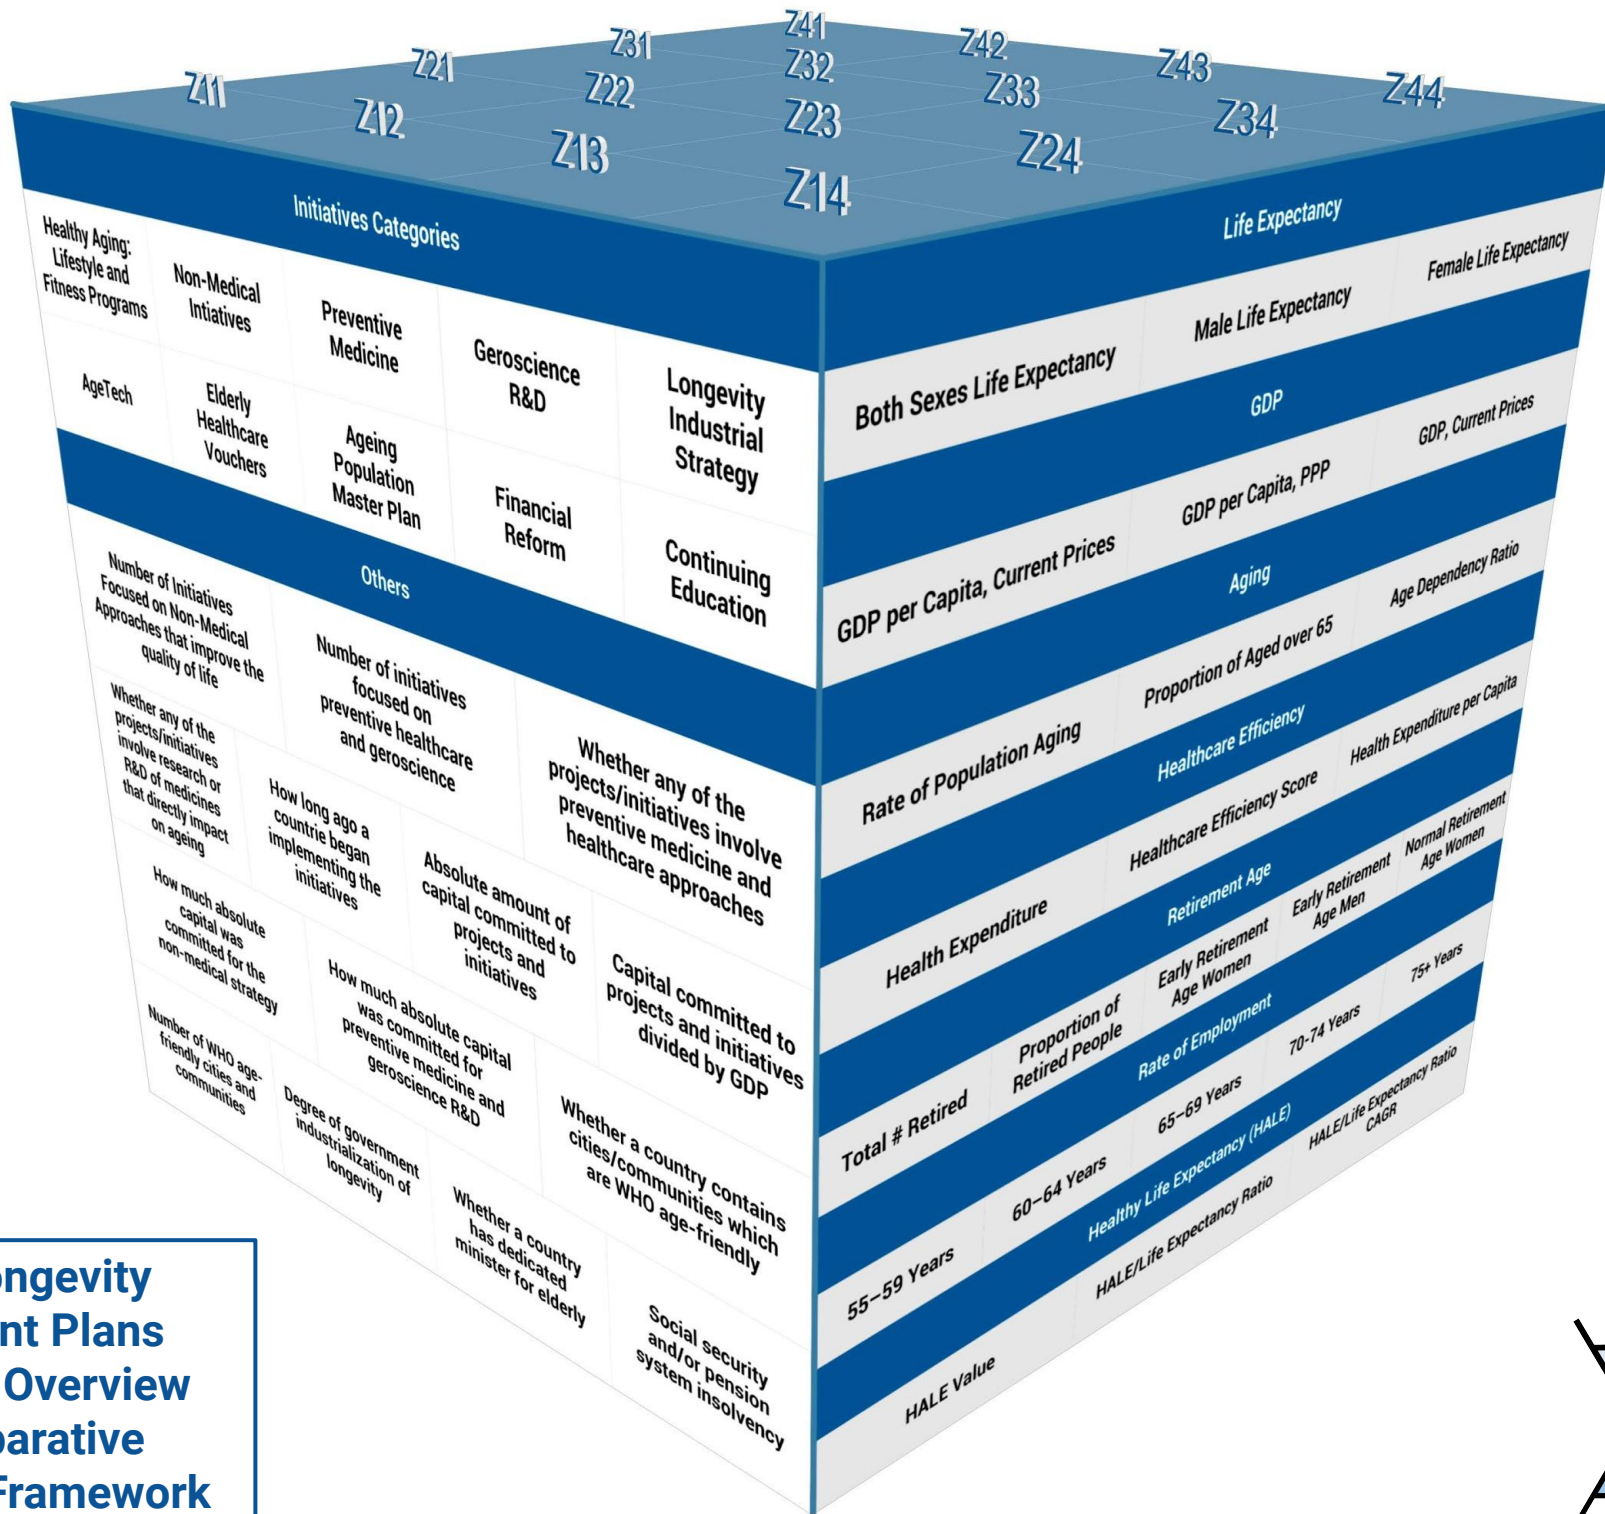 Z41
Z31
Z42
Z21
Z32
Z43
Z11
Z22
Z33
Z44
Z12
Z23
Z34
Z13
Z24
Z14
Initiatives Categories
Healthy Aging:
Lifestyle and
Fitness Programs
Non-Medical
Intiatives
Preventive
Medicine
Geroscience
R&D
Longevity
Industrial
Strategy
AgeTech
Elderly
Healthcare
Vouchers
Ageing
Population
Master Plan
Financial
Reform
Continuing
Education
Others
Number of Initiatives
Focused on Non-Medical
Approaches that improve the
quality of life
Number of initiatives
focused on
preventive healthcare
and geroscience
Whether any of the
projects/initiatives involve
preventive medicine and
healthcare approaches
Whether any of the
projects/initiatives
involve research or
R&D of medicines
that directly impact
on ageing
How long ago a
countrie began
implementing the
initiatives
Absolute amount of
capital committed to
projects and
initiatives
Capital committed to
projects and initiatives
divided by GDP
How much absolute
capital was
committed for the
non-medical strategy
How much absolute capital
was committed for
preventive medicine and
geroscience R&D
Whether a country contains
cities/communities which
are WHO age-friendly
Number of WHO age-
friendly cities and
communities
Degree of government
industrialization of
longevity
Whether a country
has dedicated
minister for elderly
Social security
and/or pension
system insolvency
Life Expectancy
Both Sexes Life Expectancy
Male Life Expectancy
Female Life Expectancy
GDP
GDP per Capita, Current Prices
GDP per Capita, PPP
GDP, Current Prices
Aging
Rate of Population Aging
Proportion of Aged over 65
Age Dependency Ratio
Healthcare Efficiency
Health Expenditure
Healthcare Efficiency Score
Health Expenditure per Capita
Retirement Age
Total # Retired
Proportion of
Retired People
Early Retirement
Age Women
Early Retirement
Age Men
Normal Retirement
Age Women
Rate of Employment
55–59 Years
60–64 Years
65–69 Years
70-74 Years
75+ Years
Healthy Life Expectancy (HALE)
HALE Value
HALE/Life Expectancy Ratio
HALE/Life Expectancy Ratio
CAGR
ongevity
nt Plans
Overview
parative
Framework